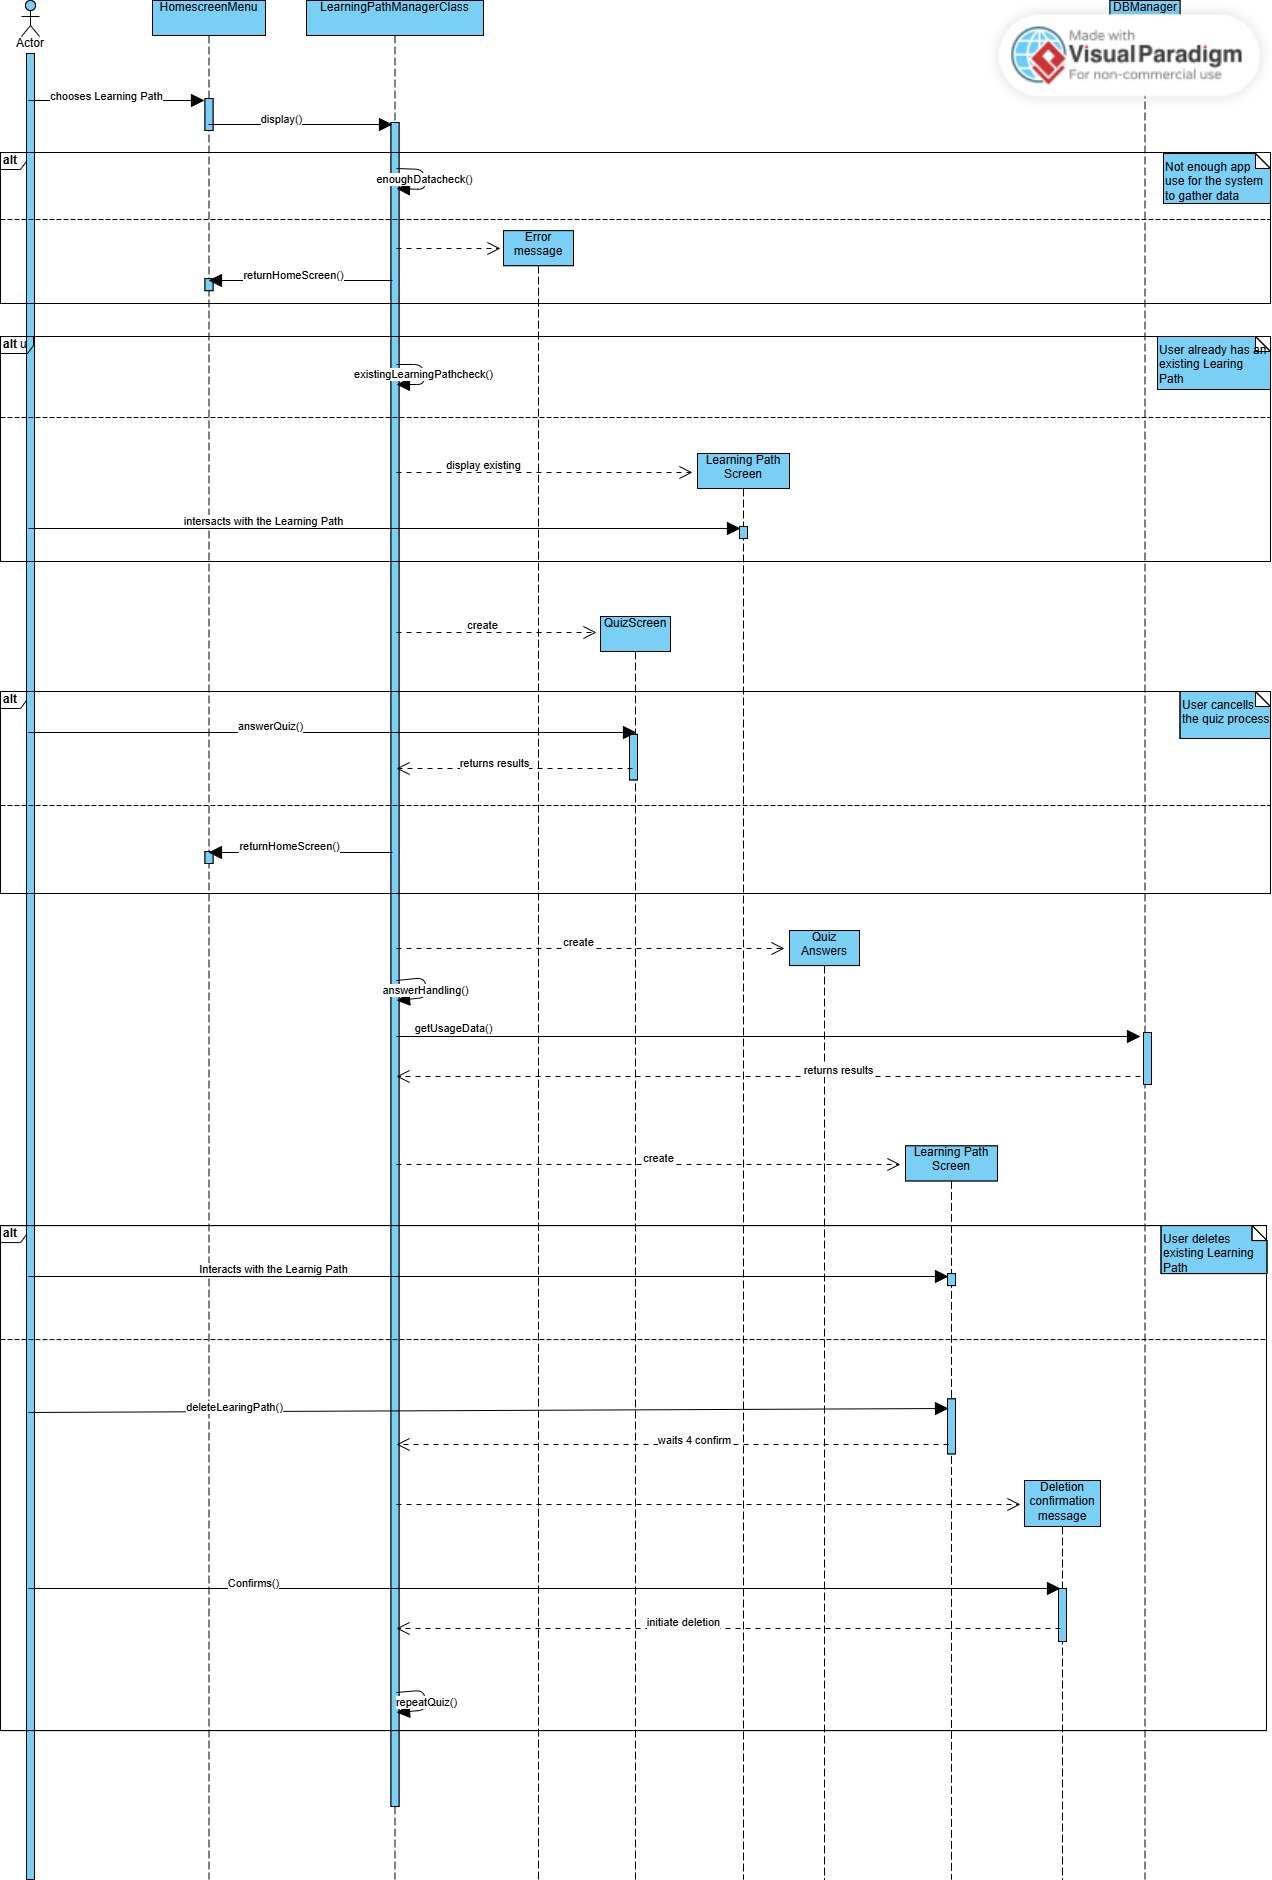 HomescreenMenu
LearningPathManagerClass
DBManager
Actor
Made with
Visual Paradigm
For non-commercial use
chooses Learning Path
display()
alt
Not enough app
use for the system
to gather data
enoughDatacheck()
Error
message
returnHomeScreen()
alt u
User already has an
existing Learing
Path
existingLearningPathcheck()
Learning Path
Screen
display existing
intersacts with the Learning Path
QuizScreen
create
alt
User cancells
the quiz process
answerQuiz()
returns results
returnHomeScreen()
Quiz
Answers
create
answerHandling()
getUsageData()
returns results
Learning Path
Screen
create
alt
User deletes
existing Learning
Path
Interacts with the Learnig Path
deleteLearingPath()
waits 4 confirm
Deletion
confirmation
message
Confirms()
initiate deletion
repeatQuiz()